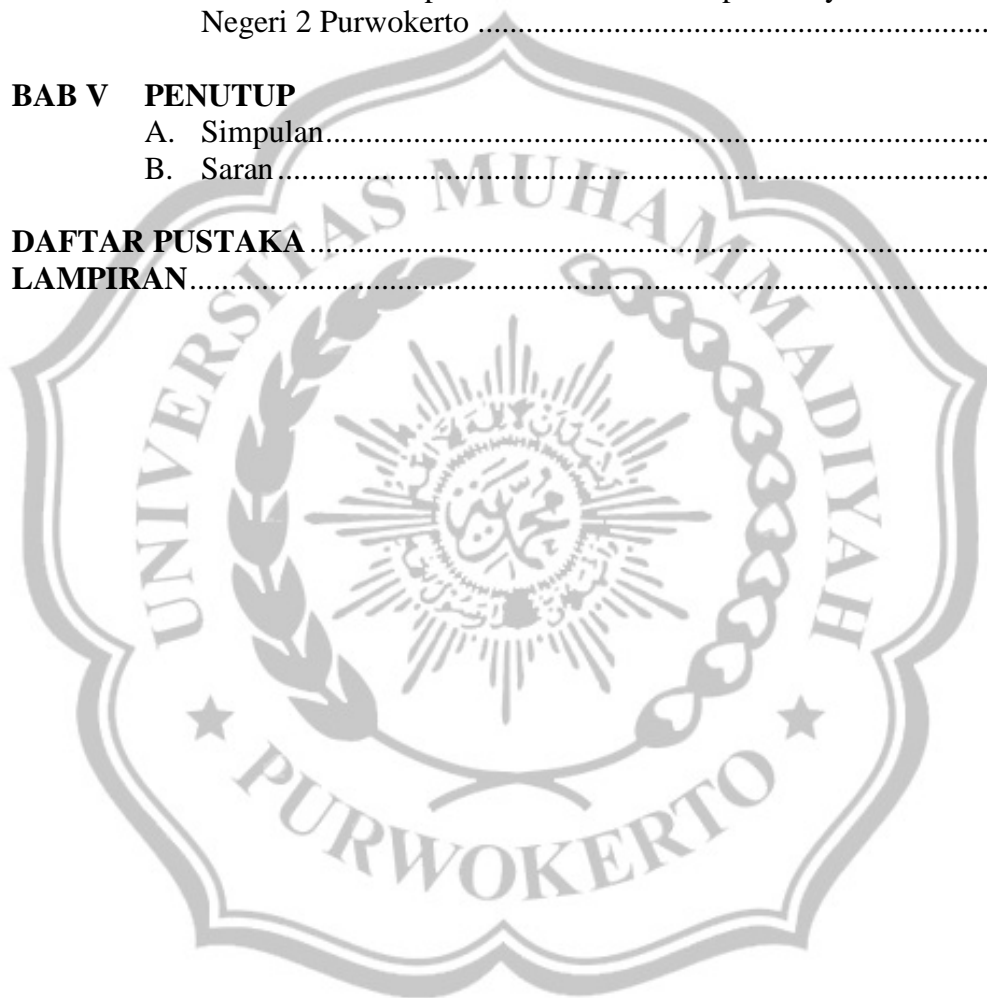 Negeri 2 Purwokerto ................................................................
BAB V PENUTUP
A. Simpulan...................................................................................
B. Saran.........................................................................................
DAFTAR PUSTAKA.....................................................................................
LAMPIRAN....................................................................................................
UNIVERSITAS MUHAMMADIYAH
PURWOKERTO